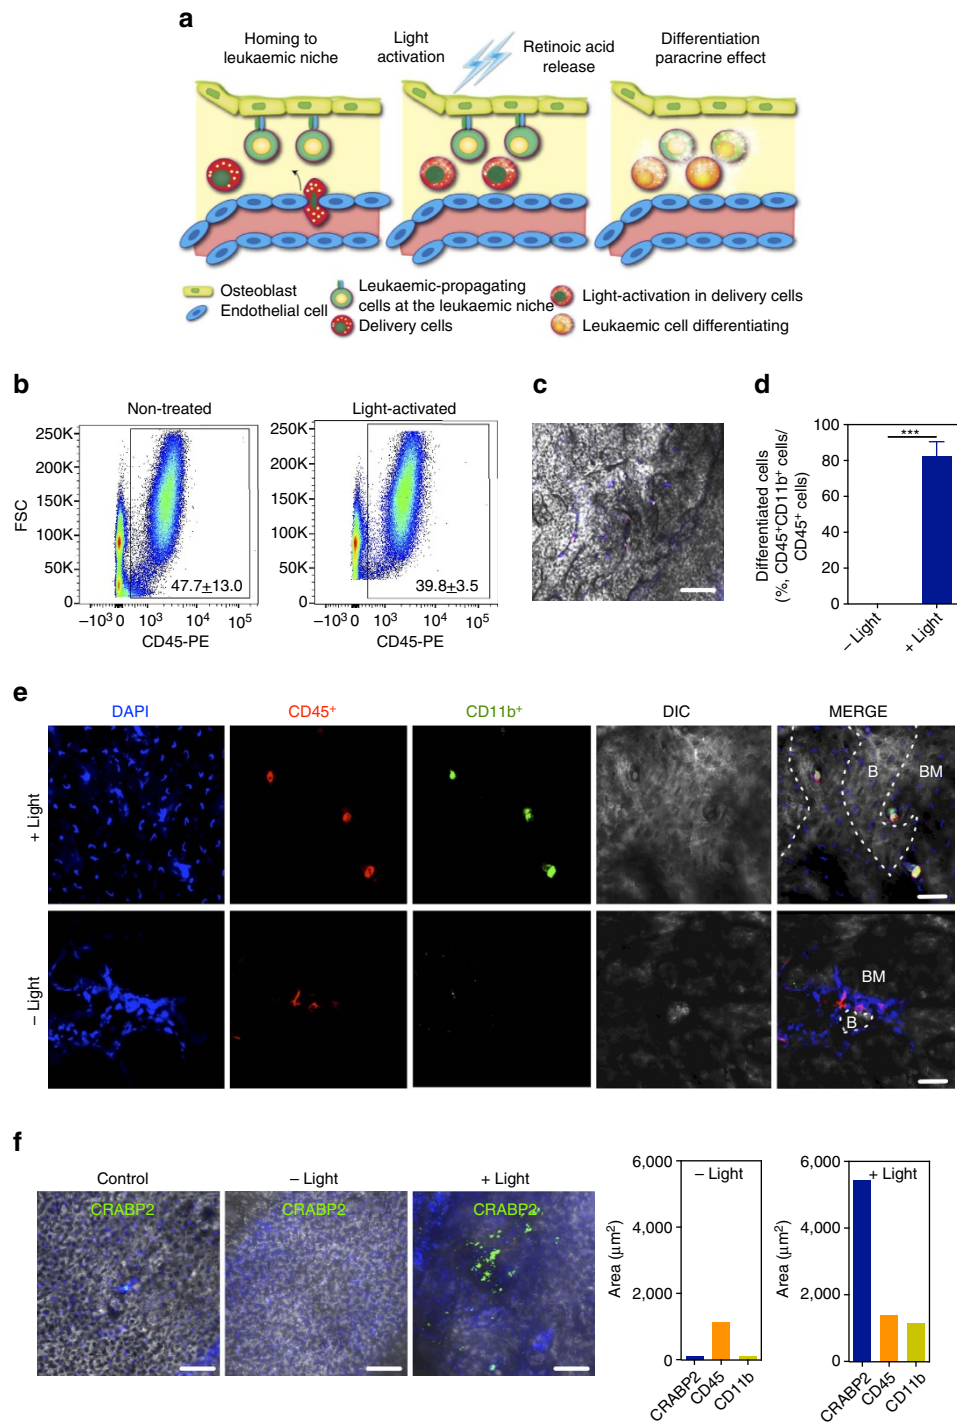 a
Homing to
leukaemic niche
Light
activation
Retinoic acid
release
Differentiation
paracrine effect
Osteoblast
Endothelial cell
Leukaemic-propagating
cells at the leukaemic niche
Delivery cells
Light-activation in delivery cells
Leukaemic cell differentiating
b
Non-treated
Light-activated
FSC
250K
200K
150K
100K
50K
0
47.7±13.0
−10³ 0 10³ 10⁴ 10⁵
CD45-PE
250K
200K
150K
100K
50K
0
39.8±3.5
−10³ 0 10³ 10⁴ 10⁵
CD45-PE
c
d
Differentiated cells
(%, CD45⁺CD11b⁺ cells/
CD45⁺ cells)
100
80
60
40
20
0
***
– Light
+ Light
e
DAPI
CD45⁺
CD11b⁺
DIC
MERGE
+ Light
B
BM
– Light
BM
B
f
Control
– Light
+ Light
CRABP2
CRABP2
CRABP2
Area (μm²)
6,000
4,000
2,000
0
– Light
CRABP2
CD45
CD11b
Area (μm²)
6,000
4,000
2,000
0
+ Light
CRABP2
CD45
CD11b